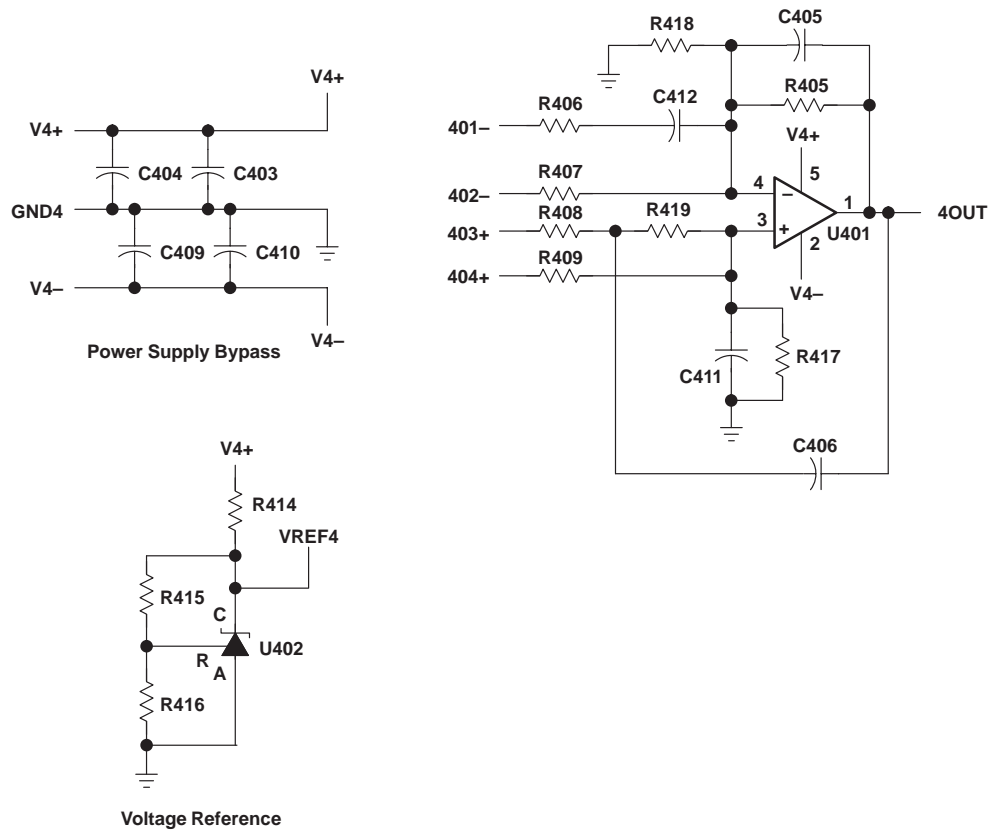 V4+
V4+
C404
C403
GND4
C409
C410
V4–
V4–
Power Supply Bypass
R418
C405
R405
R406
C412
401–
V4+
R407
5
402–
4
–
R408
R419
1
403+
3
+
U401
4OUT
R409
2
404+
V4–
C411
R417
C406
V4+
R414
VREF4
R415
C
U402
R
A
R416
Voltage Reference